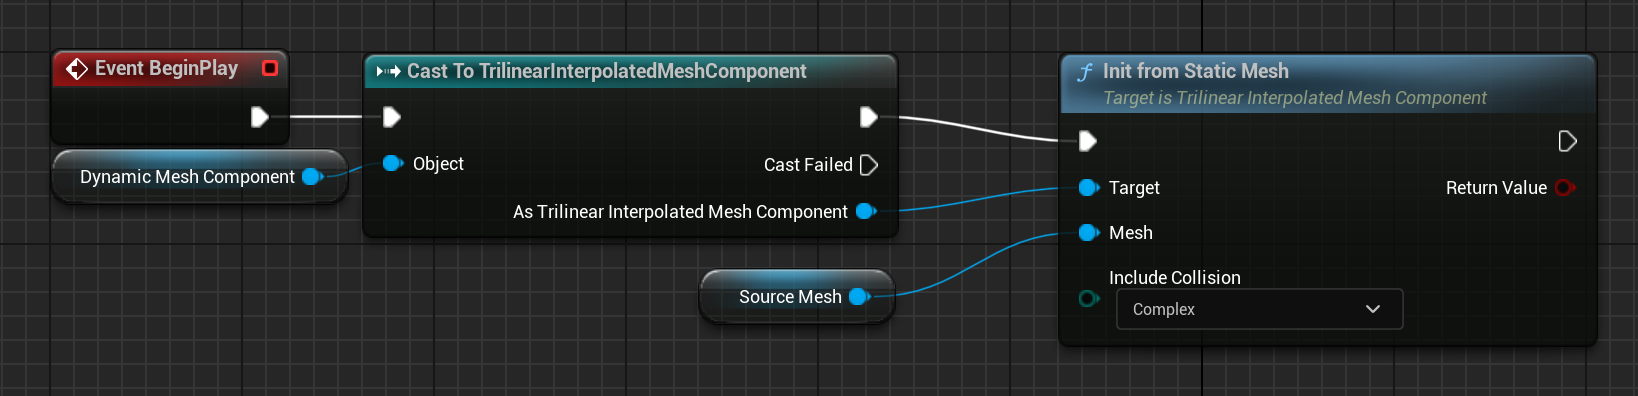 Event BeginPlay
Dynamic Mesh Component
Cast To TrilinearInterpolatedMeshComponent
Object
Cast Failed
As Trilinear Interpolated Mesh Component
Source Mesh
Init from Static Mesh
Target is Trilinear Interpolated Mesh Component
Target
Return Value
Mesh
Include Collision
Complex